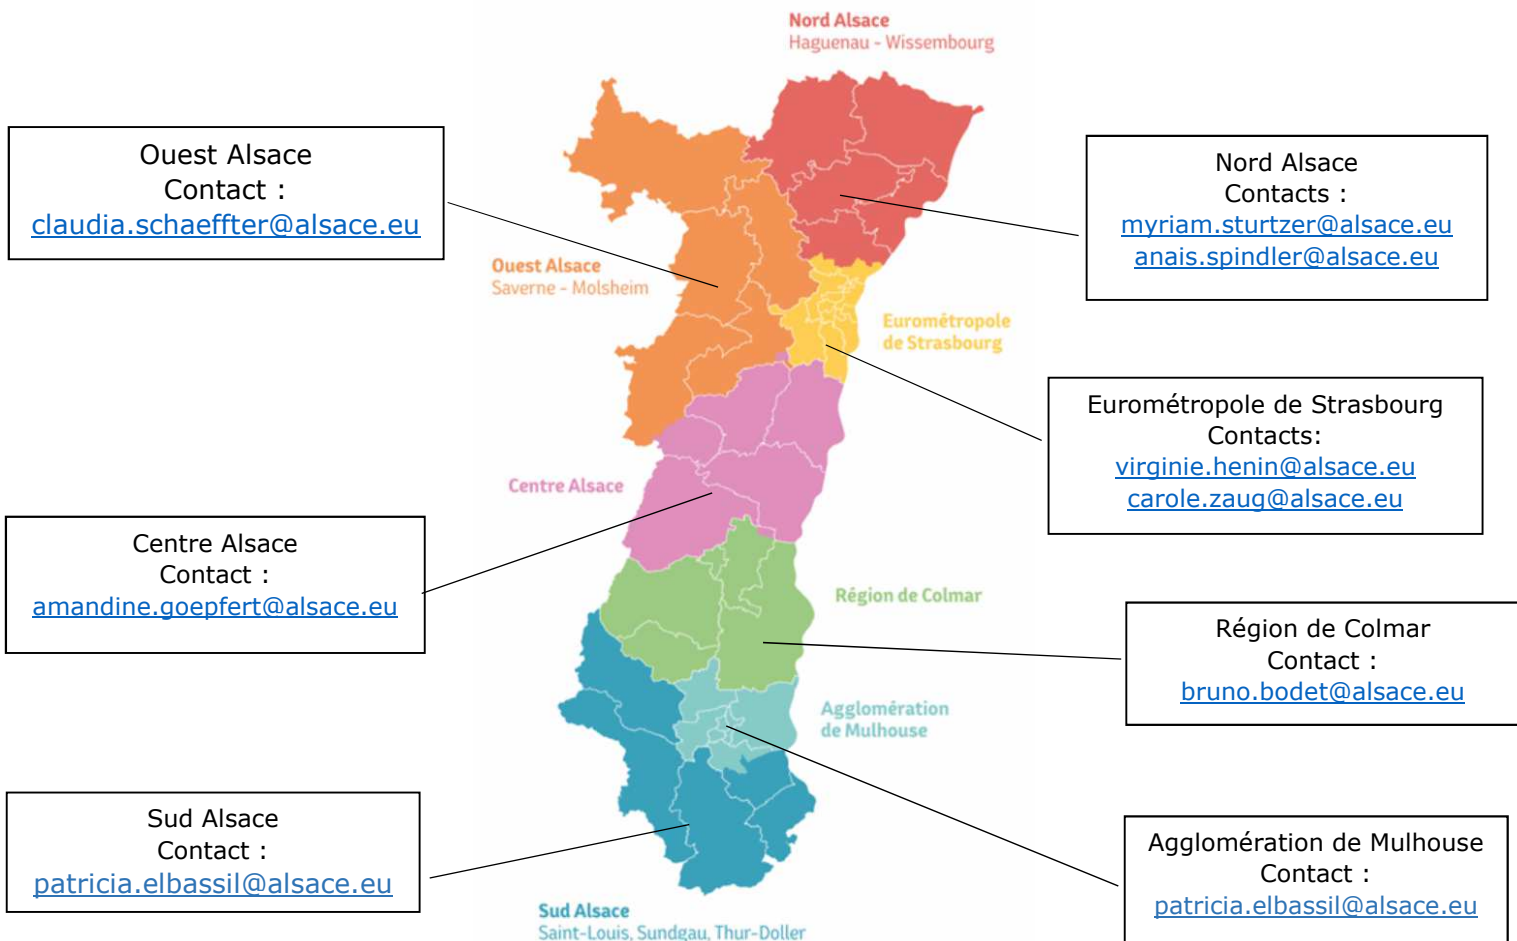 Nord Alsace
Haguenau - Wissembourg
Ouest Alsace
Contact :
claudia.schaeffter@alsace.eu
Nord Alsace
Contacts :
myriam.sturtzer@alsace.eu
anais.spindler@alsace.eu
Ouest Alsace
Saverne - Molsheim
Eurométropole
de Strasbourg
Eurométropole de Strasbourg
Contacts:
virginie.henin@alsace.eu
carole.zaug@alsace.eu
Centre Alsace
Centre Alsace
Contact :
amandine.goepfert@alsace.eu
Région de Colmar
Région de Colmar
Contact :
bruno.bodet@alsace.eu
Agglomération
de Mulhouse
Sud Alsace
Contact :
patricia.elbassil@alsace.eu
Agglomération de Mulhouse
Contact :
patricia.elbassil@alsace.eu
Sud Alsace
Saint-Louis, Sundgau, Thur-Doller